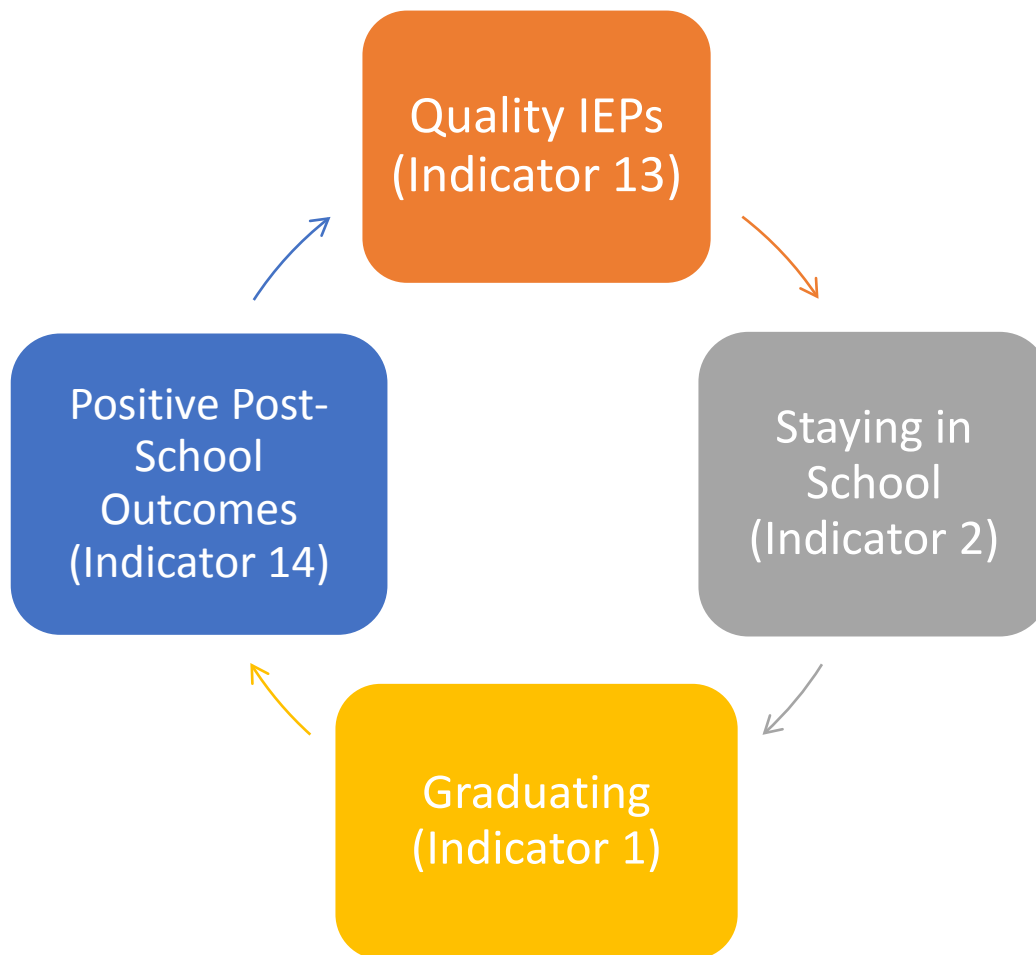 Quality IEPs
(Indicator 13)
Staying in
School
(Indicator 2)
Graduating
(Indicator 1)
Positive Post-
School
Outcomes
(Indicator 14)